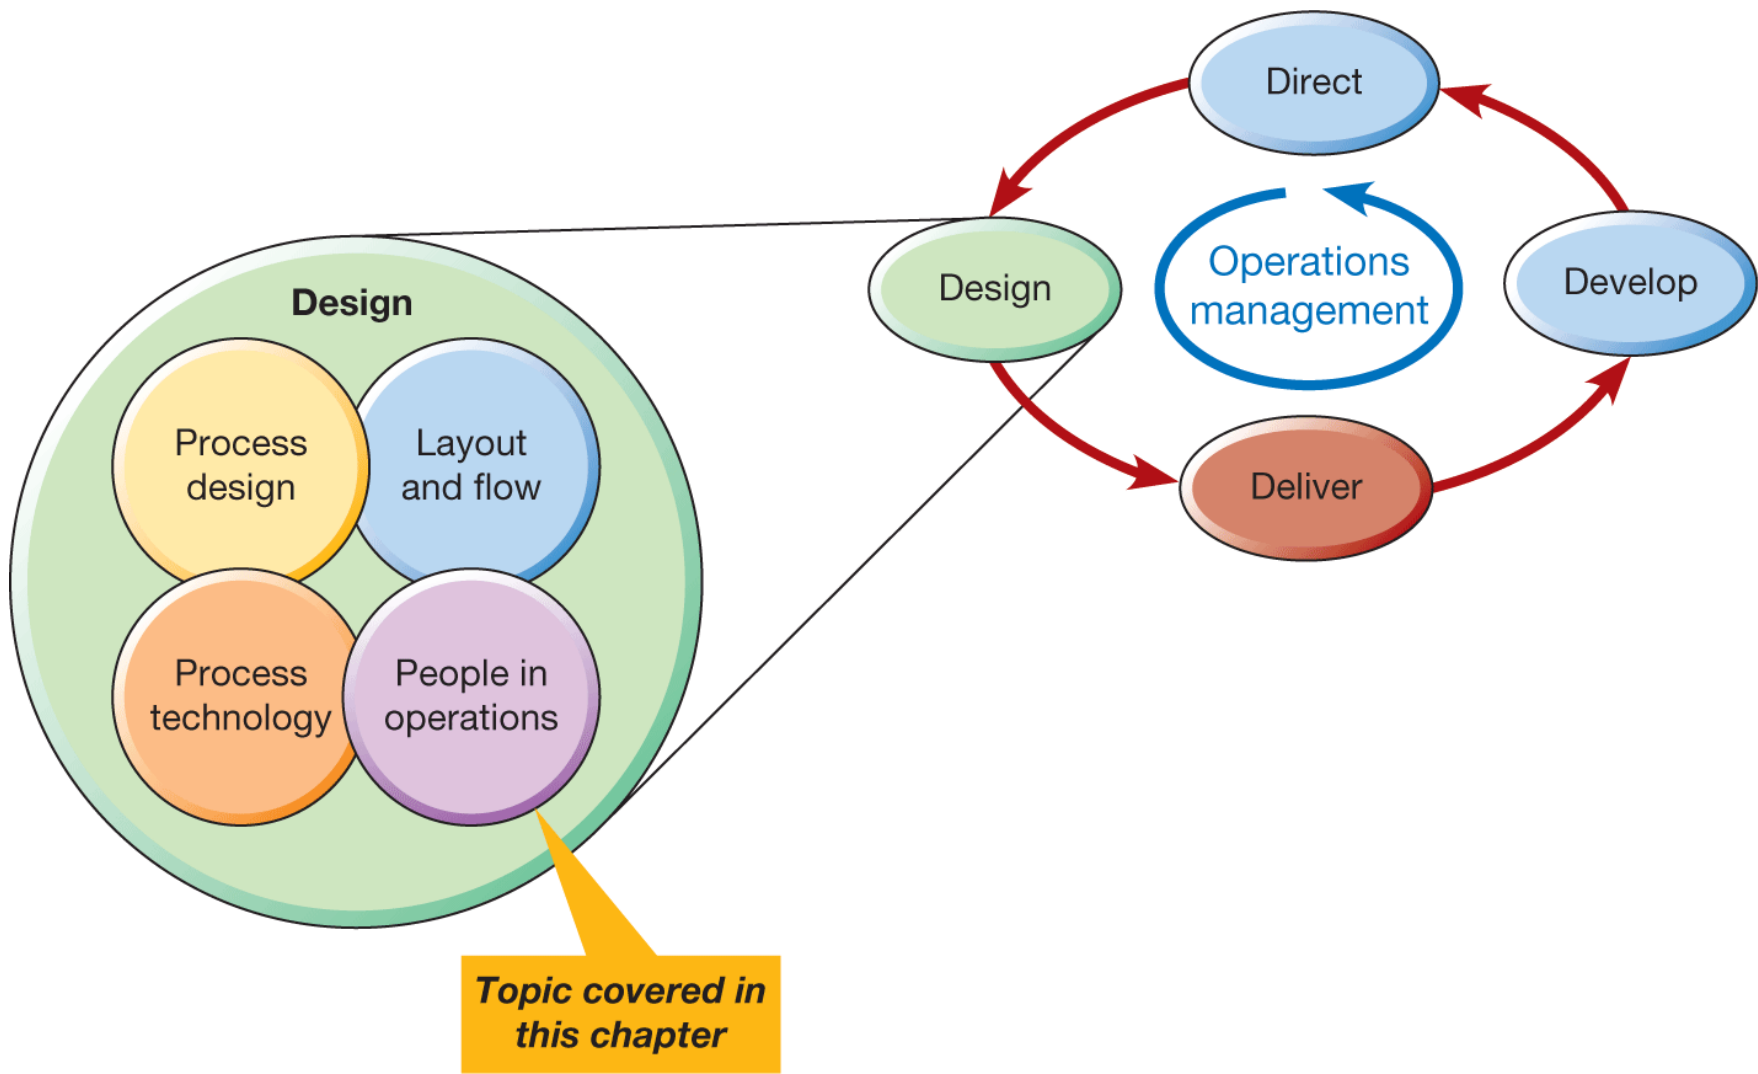 Direct
Operations
management
Design
Develop
Deliver
Design
Process
design
Layout
and flow
Process
technology
People in
operations
Topic covered in
this chapter